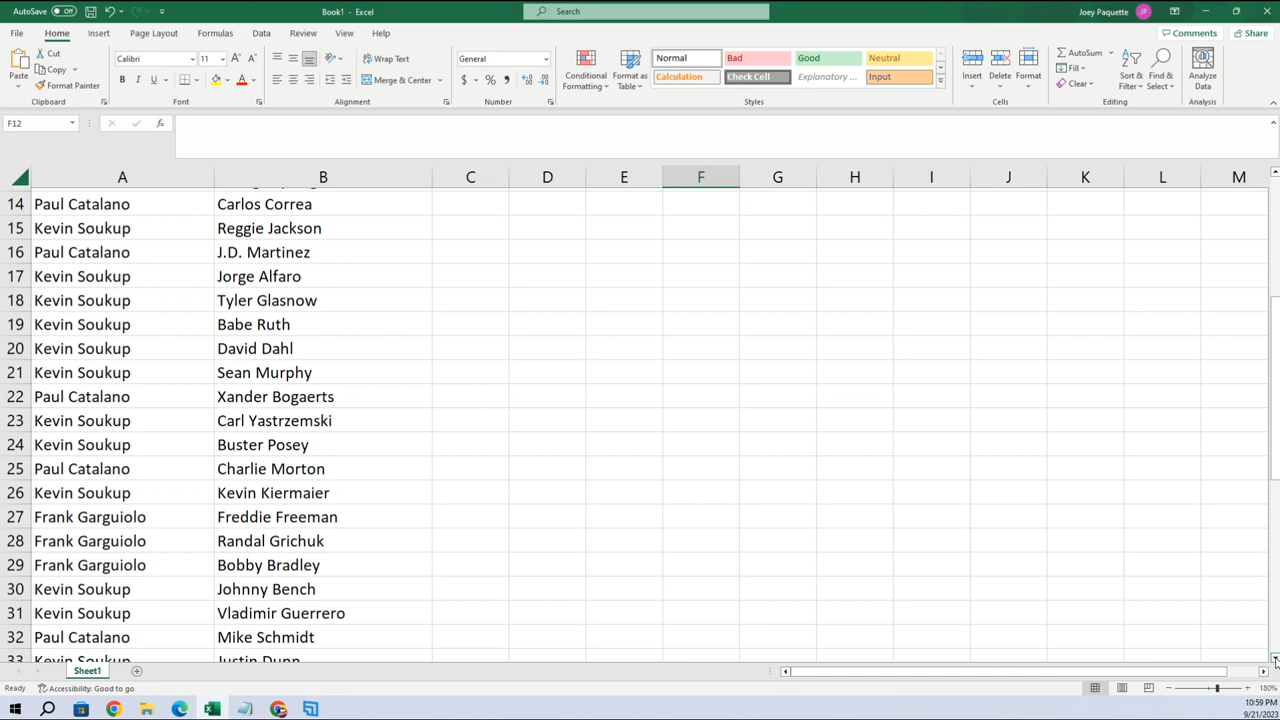 AutoSave Off Book1 - Excel Search Joey Paquette JP
File Home Insert Draw Page Layout Formulas Data Review View Help Comments Share
Cut
Copy
Format Painter
Paste
Clipboard
Calibri 11
B I U A
Font
Wrap Text
Merge & Center
Alignment
General
$ % ,
Number
Conditional Formatting
Format as Table
Normal Bad Good Neutral
Calculation Check Cell Explanatory ... Input
Styles
Insert Delete Format
Cells
AutoSum
Fill
Clear
Sort & Filter
Find & Select
Editing
Analyze Data
Analysis
F12 fx
A B C D E F G H I J K L M
14 Paul Catalano Carlos Correa
15 Kevin Soukup Reggie Jackson
16 Paul Catalano J.D. Martinez
17 Kevin Soukup Jorge Alfaro
18 Kevin Soukup Tyler Glasnow
19 Kevin Soukup Babe Ruth
20 Kevin Soukup David Dahl
21 Kevin Soukup Sean Murphy
22 Paul Catalano Xander Bogaerts
23 Kevin Soukup Carl Yastrzemski
24 Kevin Soukup Buster Posey
25 Paul Catalano Charlie Morton
26 Kevin Soukup Kevin Kiermaier
27 Frank Garguiolo Freddie Freeman
28 Frank Garguiolo Randal Grichuk
29 Frank Garguiolo Bobby Bradley
30 Kevin Soukup Johnny Bench
31 Kevin Soukup Vladimir Guerrero
32 Paul Catalano Mike Schmidt
33 Kevin Soukup Justin Dunn
Sheet1
Ready Accessibility: Good to go 180%
10:59 PM
9/21/2023